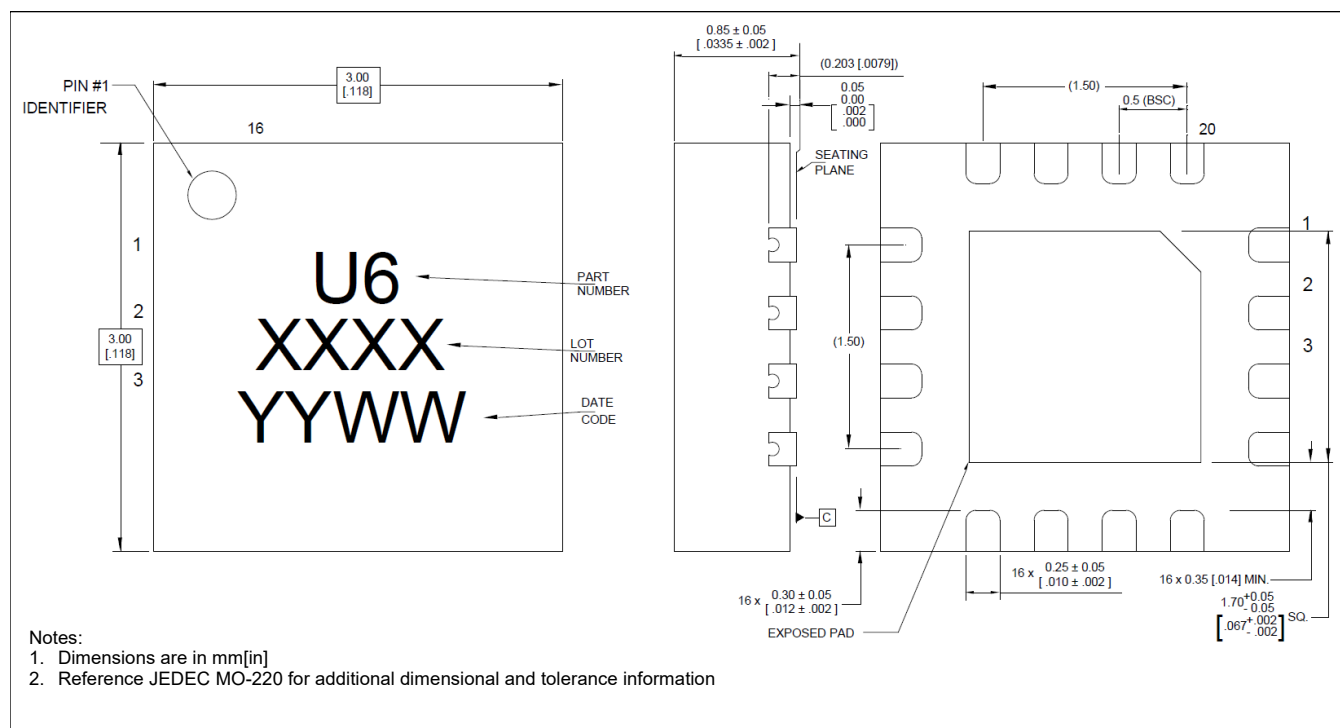 PIN #1
IDENTIFIER
3.00
[.118]
16
1
2
3
3.00
[.118]
U6
XXXX
YYWW
PART
NUMBER
LOT
NUMBER
DATE
CODE
0.85 ± 0.05
[ .0335 ± .002 ]
(0.203 [.0079])
0.05
0.00
[ .002
.000 ]
SEATING
PLANE
C
(1.50)
0.5 (BSC)
20
1
2
3
(1.50)
16 x 0.30 ± 0.05
[ .012 ± .002 ]
16 x 0.25 ± 0.05
[ .010 ± .002 ]
EXPOSED PAD
16 x 0.35 [.014] MIN.
1.70 +0.05
- 0.05
[ .067 +.002
- .002 ] SQ.
Notes:
1. Dimensions are in mm[in]
2. Reference JEDEC MO-220 for additional dimensional and tolerance information